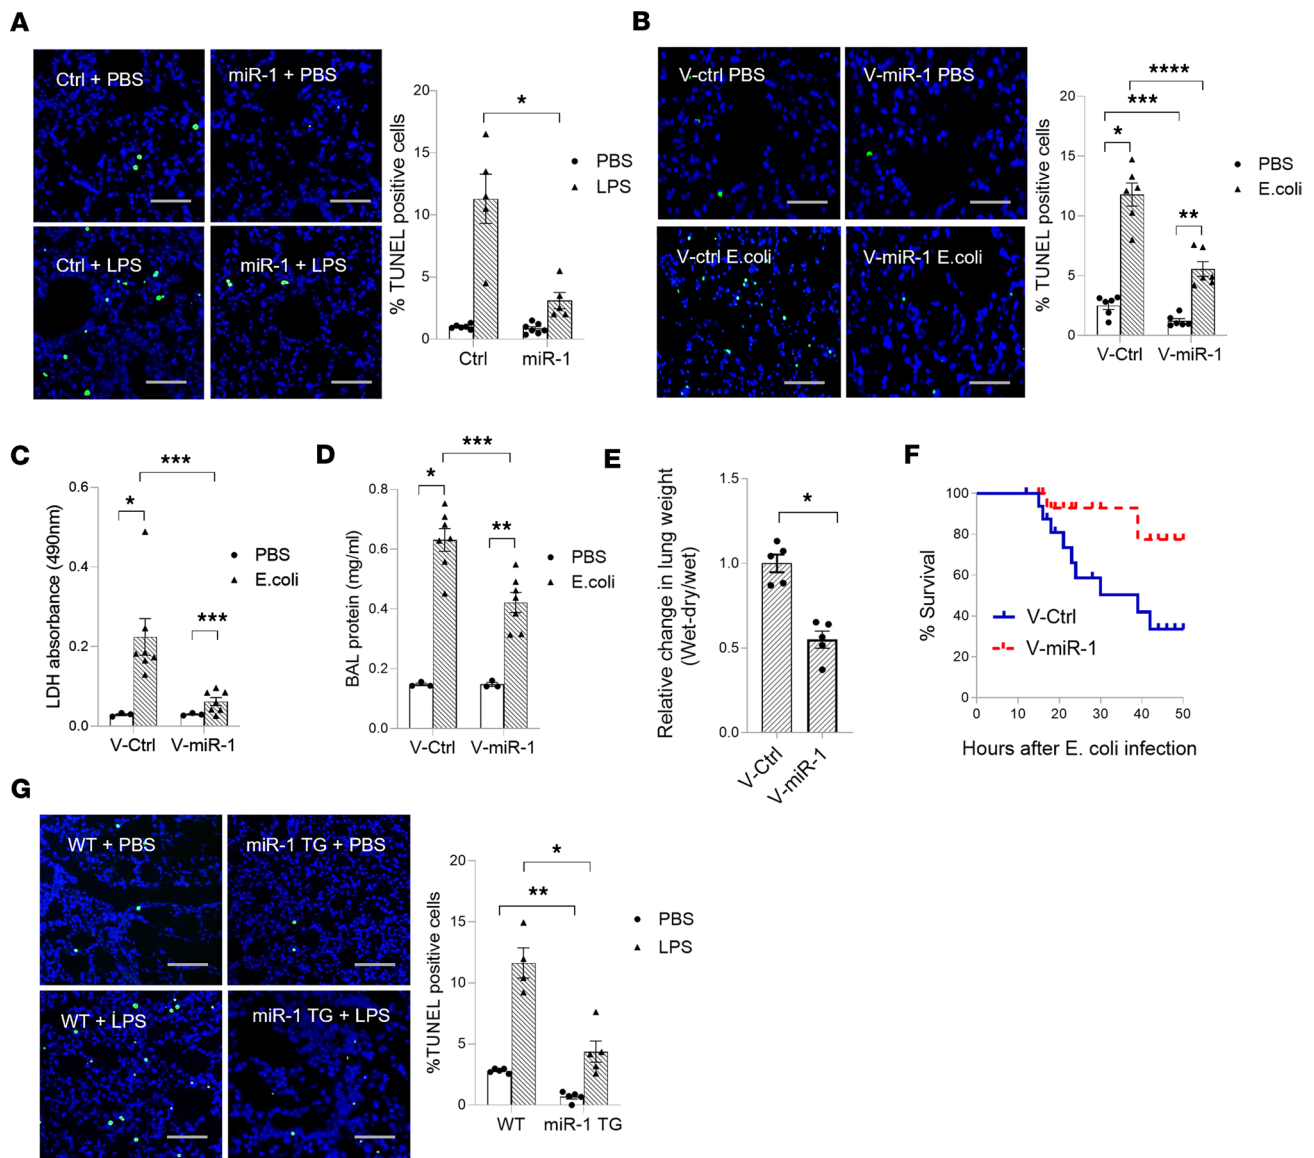 A
Ctrl + PBS
miR-1 + PBS
Ctrl + LPS
miR-1 + LPS
% TUNEL positive cells
20
15
10
5
0
*
PBS
LPS
Ctrl
miR-1
B
V-ctrl PBS
V-miR-1 PBS
V-ctrl E.coli
V-miR-1 E.coli
% TUNEL positive cells
20
15
10
5
0
****
***
*
**
PBS
E.coli
V-Ctrl
V-miR-1
C
LDH absorbance (490nm)
0.6
0.4
0.2
0.0
***
*
***
PBS
E.coli
V-Ctrl
V-miR-1
D
BAL protein (mg/ml)
0.8
0.6
0.4
0.2
0.0
***
*
**
PBS
E.coli
V-Ctrl
V-miR-1
E
Relative change in lung weight
(Wet-dry/wet)
1.5
1.0
0.5
0.0
*
V-Ctrl
V-miR-1
F
% Survival
100
80
60
40
20
0
V-Ctrl
V-miR-1
0 10 20 30 40 50
Hours after E. coli infection
G
WT + PBS
miR-1 TG + PBS
WT + LPS
miR-1 TG + LPS
%TUNEL positive cells
20
15
10
5
0
*
**
PBS
LPS
WT
miR-1 TG